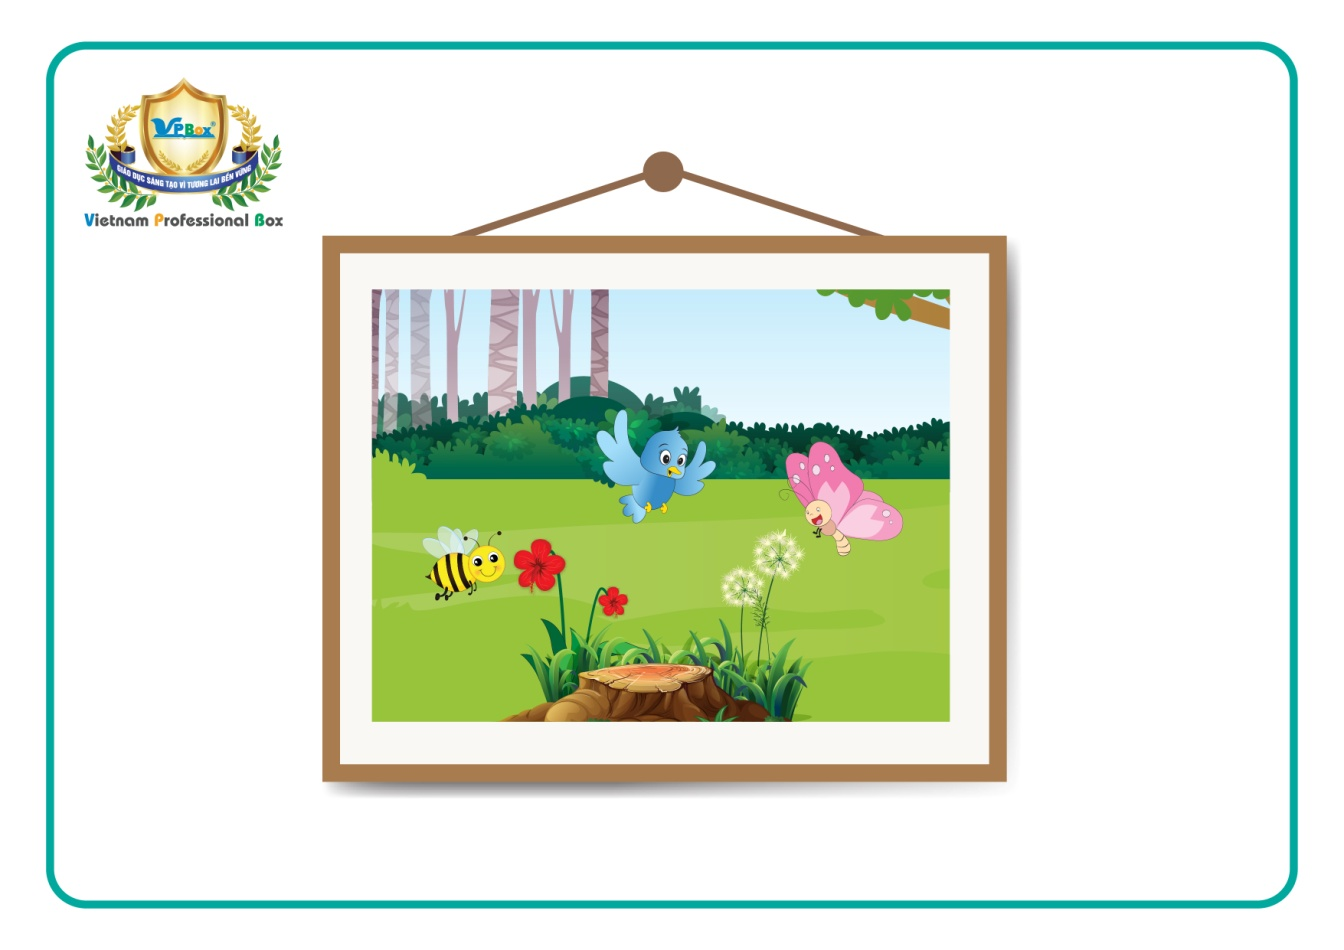 VPBox®
GIÁO DỤC SÁNG TẠO VÌ TƯƠNG LAI BỀN VỮNG
Vietnam Professional Box